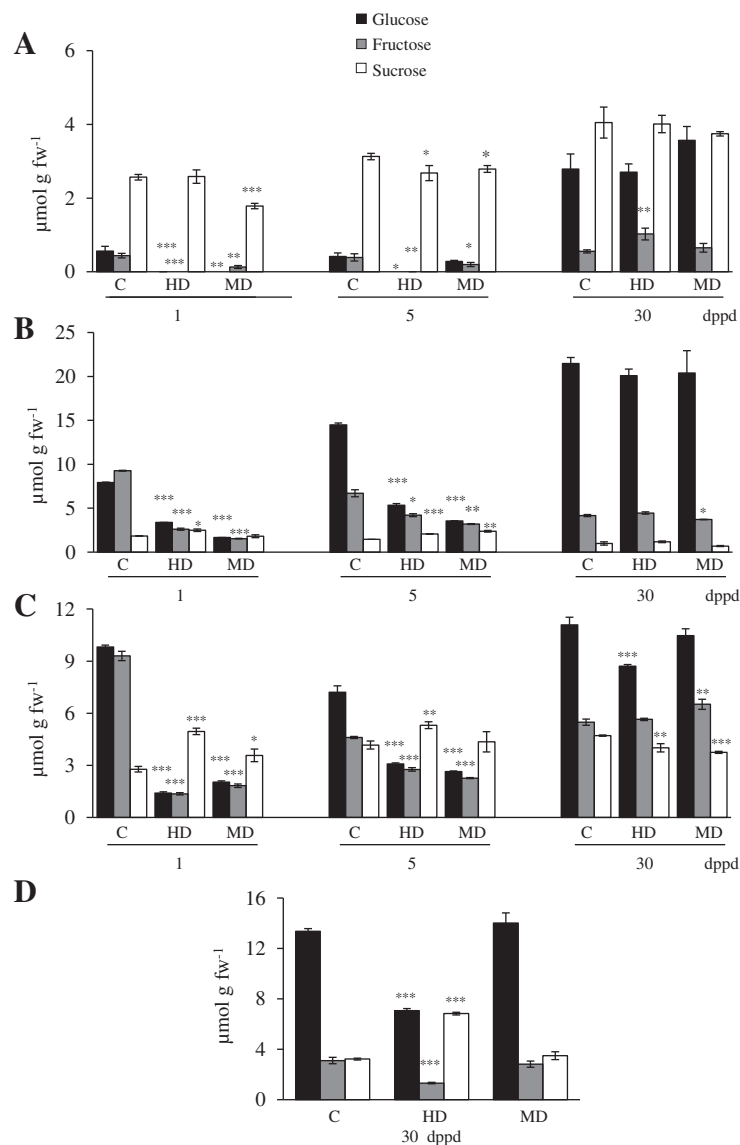 Glucose
Fructose
Sucrose
A
6
4
2
0
µmol g fw-1
*** *** *** ** ** *** * ** * * * **
C HD MD C HD MD C HD MD
1 5 30 dppd
B
25
20
15
10
5
0
µmol g fw-1
*** *** * *** *** *** * *** *** ** ** *
C HD MD C HD MD C HD MD
1 5 30 dppd
C
12
9
6
3
0
µmol g fw-1
*** *** *** *** *** * *** *** ** *** *** *** ** ** ***
C HD MD C HD MD C HD MD
1 5 30 dppd
D
16
12
8
4
0
µmol g fw-1
*** *** ***
C HD MD
30 dppd